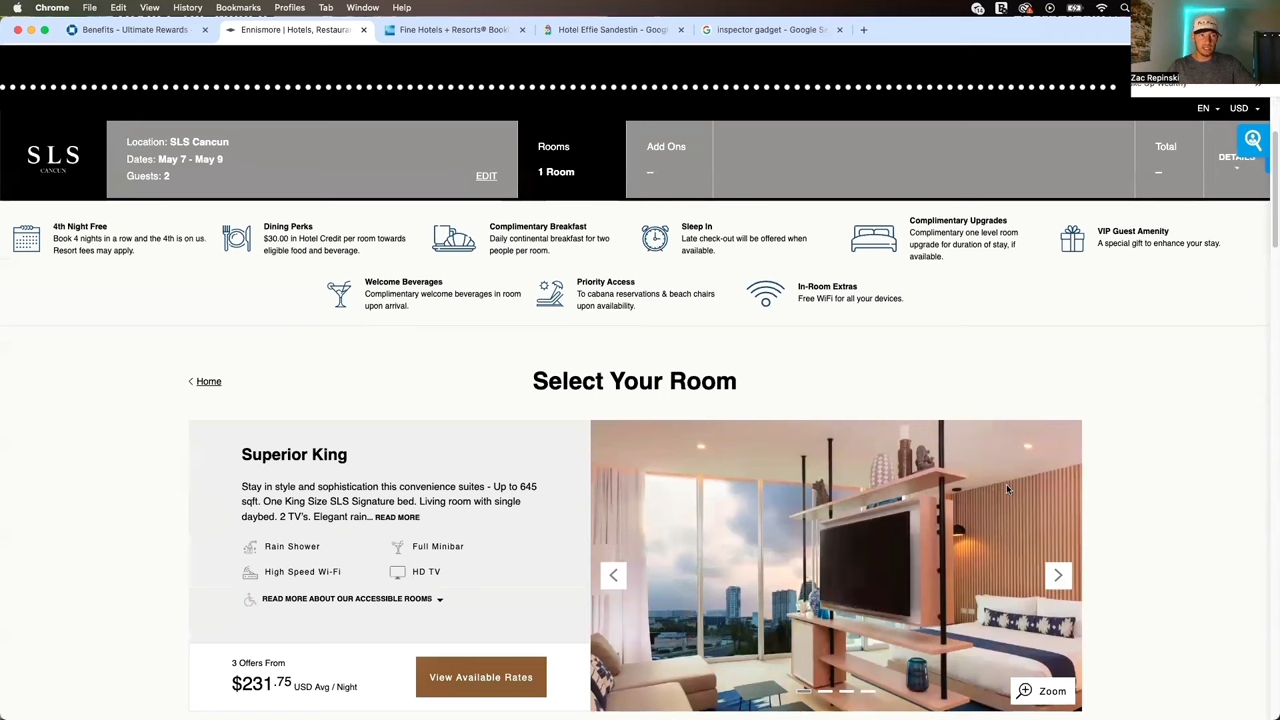 Chrome File Edit View History Bookmarks Profiles Tab Window Help
Benefits - Ultimate Rewards
Ennismore | Hotels, Restaura
Fine Hotels + Resorts® Book
Hotel Effie Sandestin - Goog
inspector gadget - Google Se
Zac Repinski
EN USD
SLS
CANCUN
Location: SLS Cancun
Dates: May 7 - May 9
Guests: 2
EDIT
Rooms
1 Room
Add Ons
--
Total
--
DETAILS
4th Night Free
Book 4 nights in a row and the 4th is on us.
Resort fees may apply.
Dining Perks
$30.00 in Hotel Credit per room towards
eligible food and beverage.
Complimentary Breakfast
Daily continental breakfast for two
people per room.
Sleep In
Late check-out will be offered when
available.
Complimentary Upgrades
Complimentary one level room
upgrade for duration of stay, if
available.
VIP Guest Amenity
A special gift to enhance your stay.
Welcome Beverages
Complimentary welcome beverages in room
upon arrival.
Priority Access
To cabana reservations & beach chairs
upon availability.
In-Room Extras
Free WiFi for all your devices.
Home
Select Your Room
Superior King
Stay in style and sophistication this convenience suites - Up to 645
sqft. One King Size SLS Signature bed. Living room with single
daybed. 2 TV's. Elegant rain... READ MORE
Rain Shower
Full Minibar
High Speed Wi-Fi
HD TV
READ MORE ABOUT OUR ACCESSIBLE ROOMS
3 Offers From
$231.75 USD Avg / Night
View Available Rates
Zoom